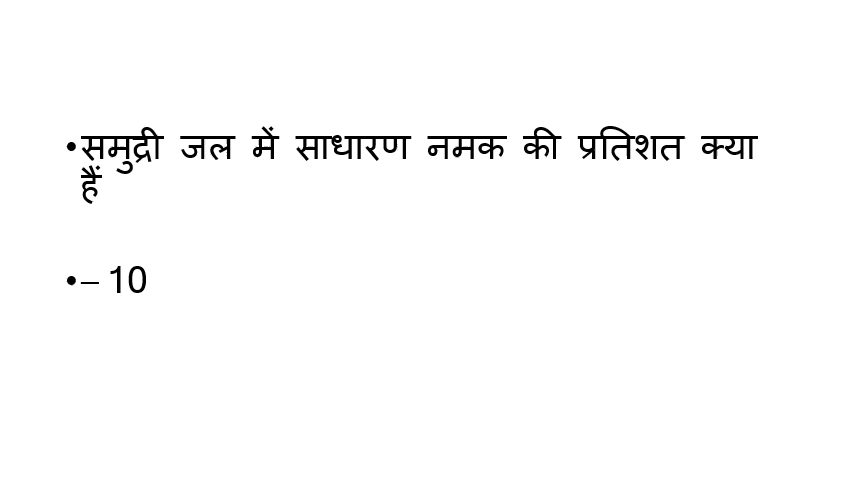 •समुद्री जल में साधारण नमक की प्रतिशत क्या
हैं
•– 10